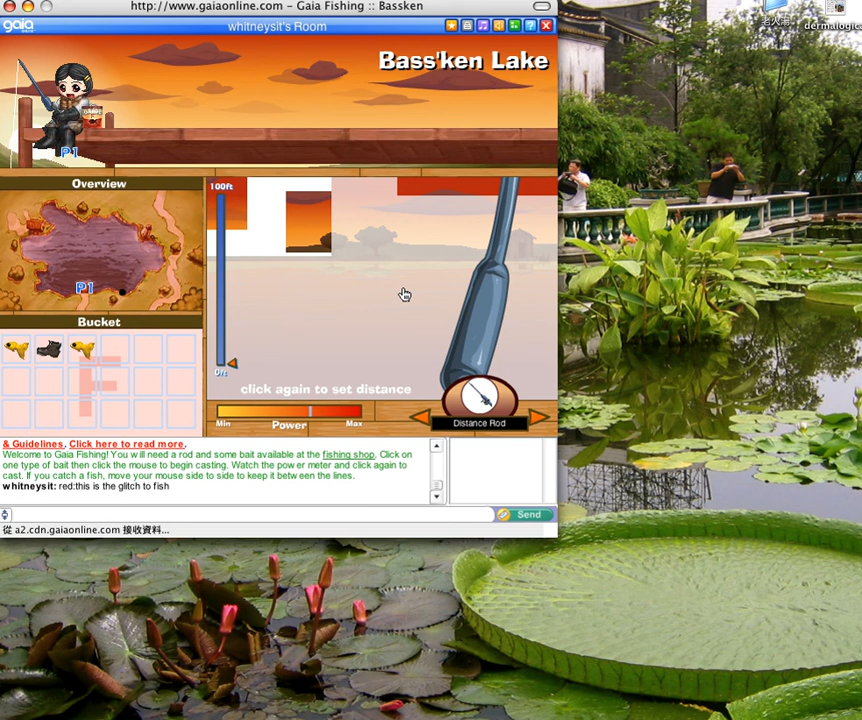 http://www.gaiaonline.com – Gaia Fishing :: Bassken
gaia
whitneysit's Room
Bass'ken Lake
P1
Overview
100ft
P1
Bucket
0ft
click again to set distance
Min
Power
Max
Distance Rod
& Guidelines. Click here to read more.
Welcome to Gaia Fishing! You will need a rod and some bait available at the fishing shop. Click on
one type of bait then click the mouse to begin casting. Watch the power meter and click again to
cast. If you catch a fish, move your mouse side to side to keep it between the lines.
whitneysit: red:this is the glitch to fish
Send
從 a2.cdn.gaiaonline.com 接收資料...
dermalogica